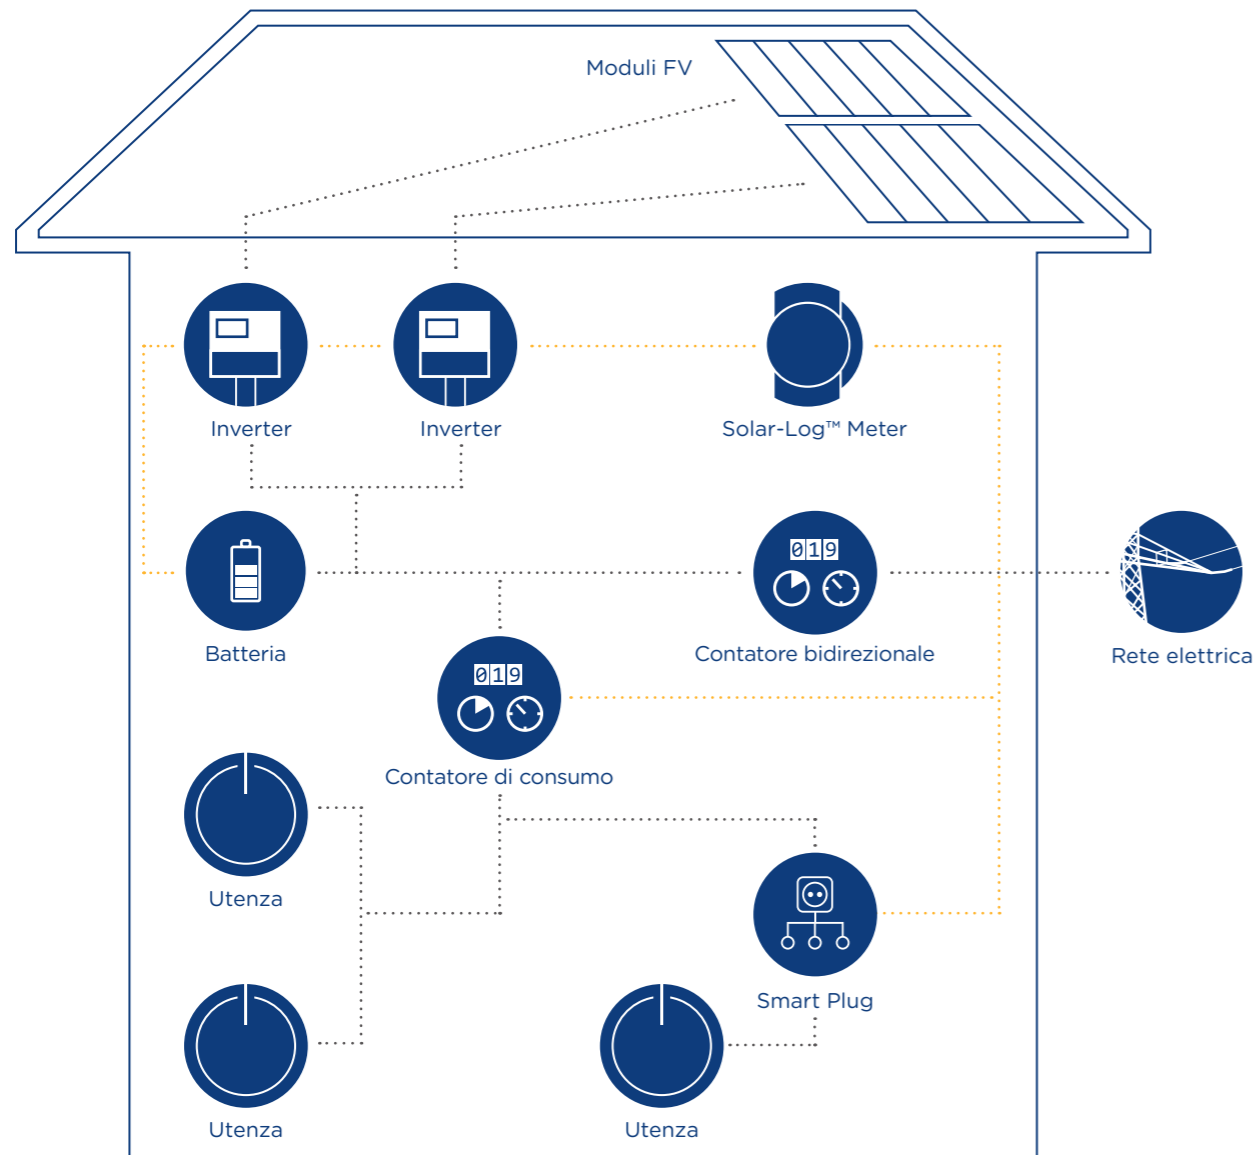 Moduli FV
Inverter
Inverter
Solar-Log™ Meter
019
Batteria
Contatore bidirezionale
Rete elettrica
019
Contatore di consumo
Utenza
Smart Plug
Utenza
Utenza